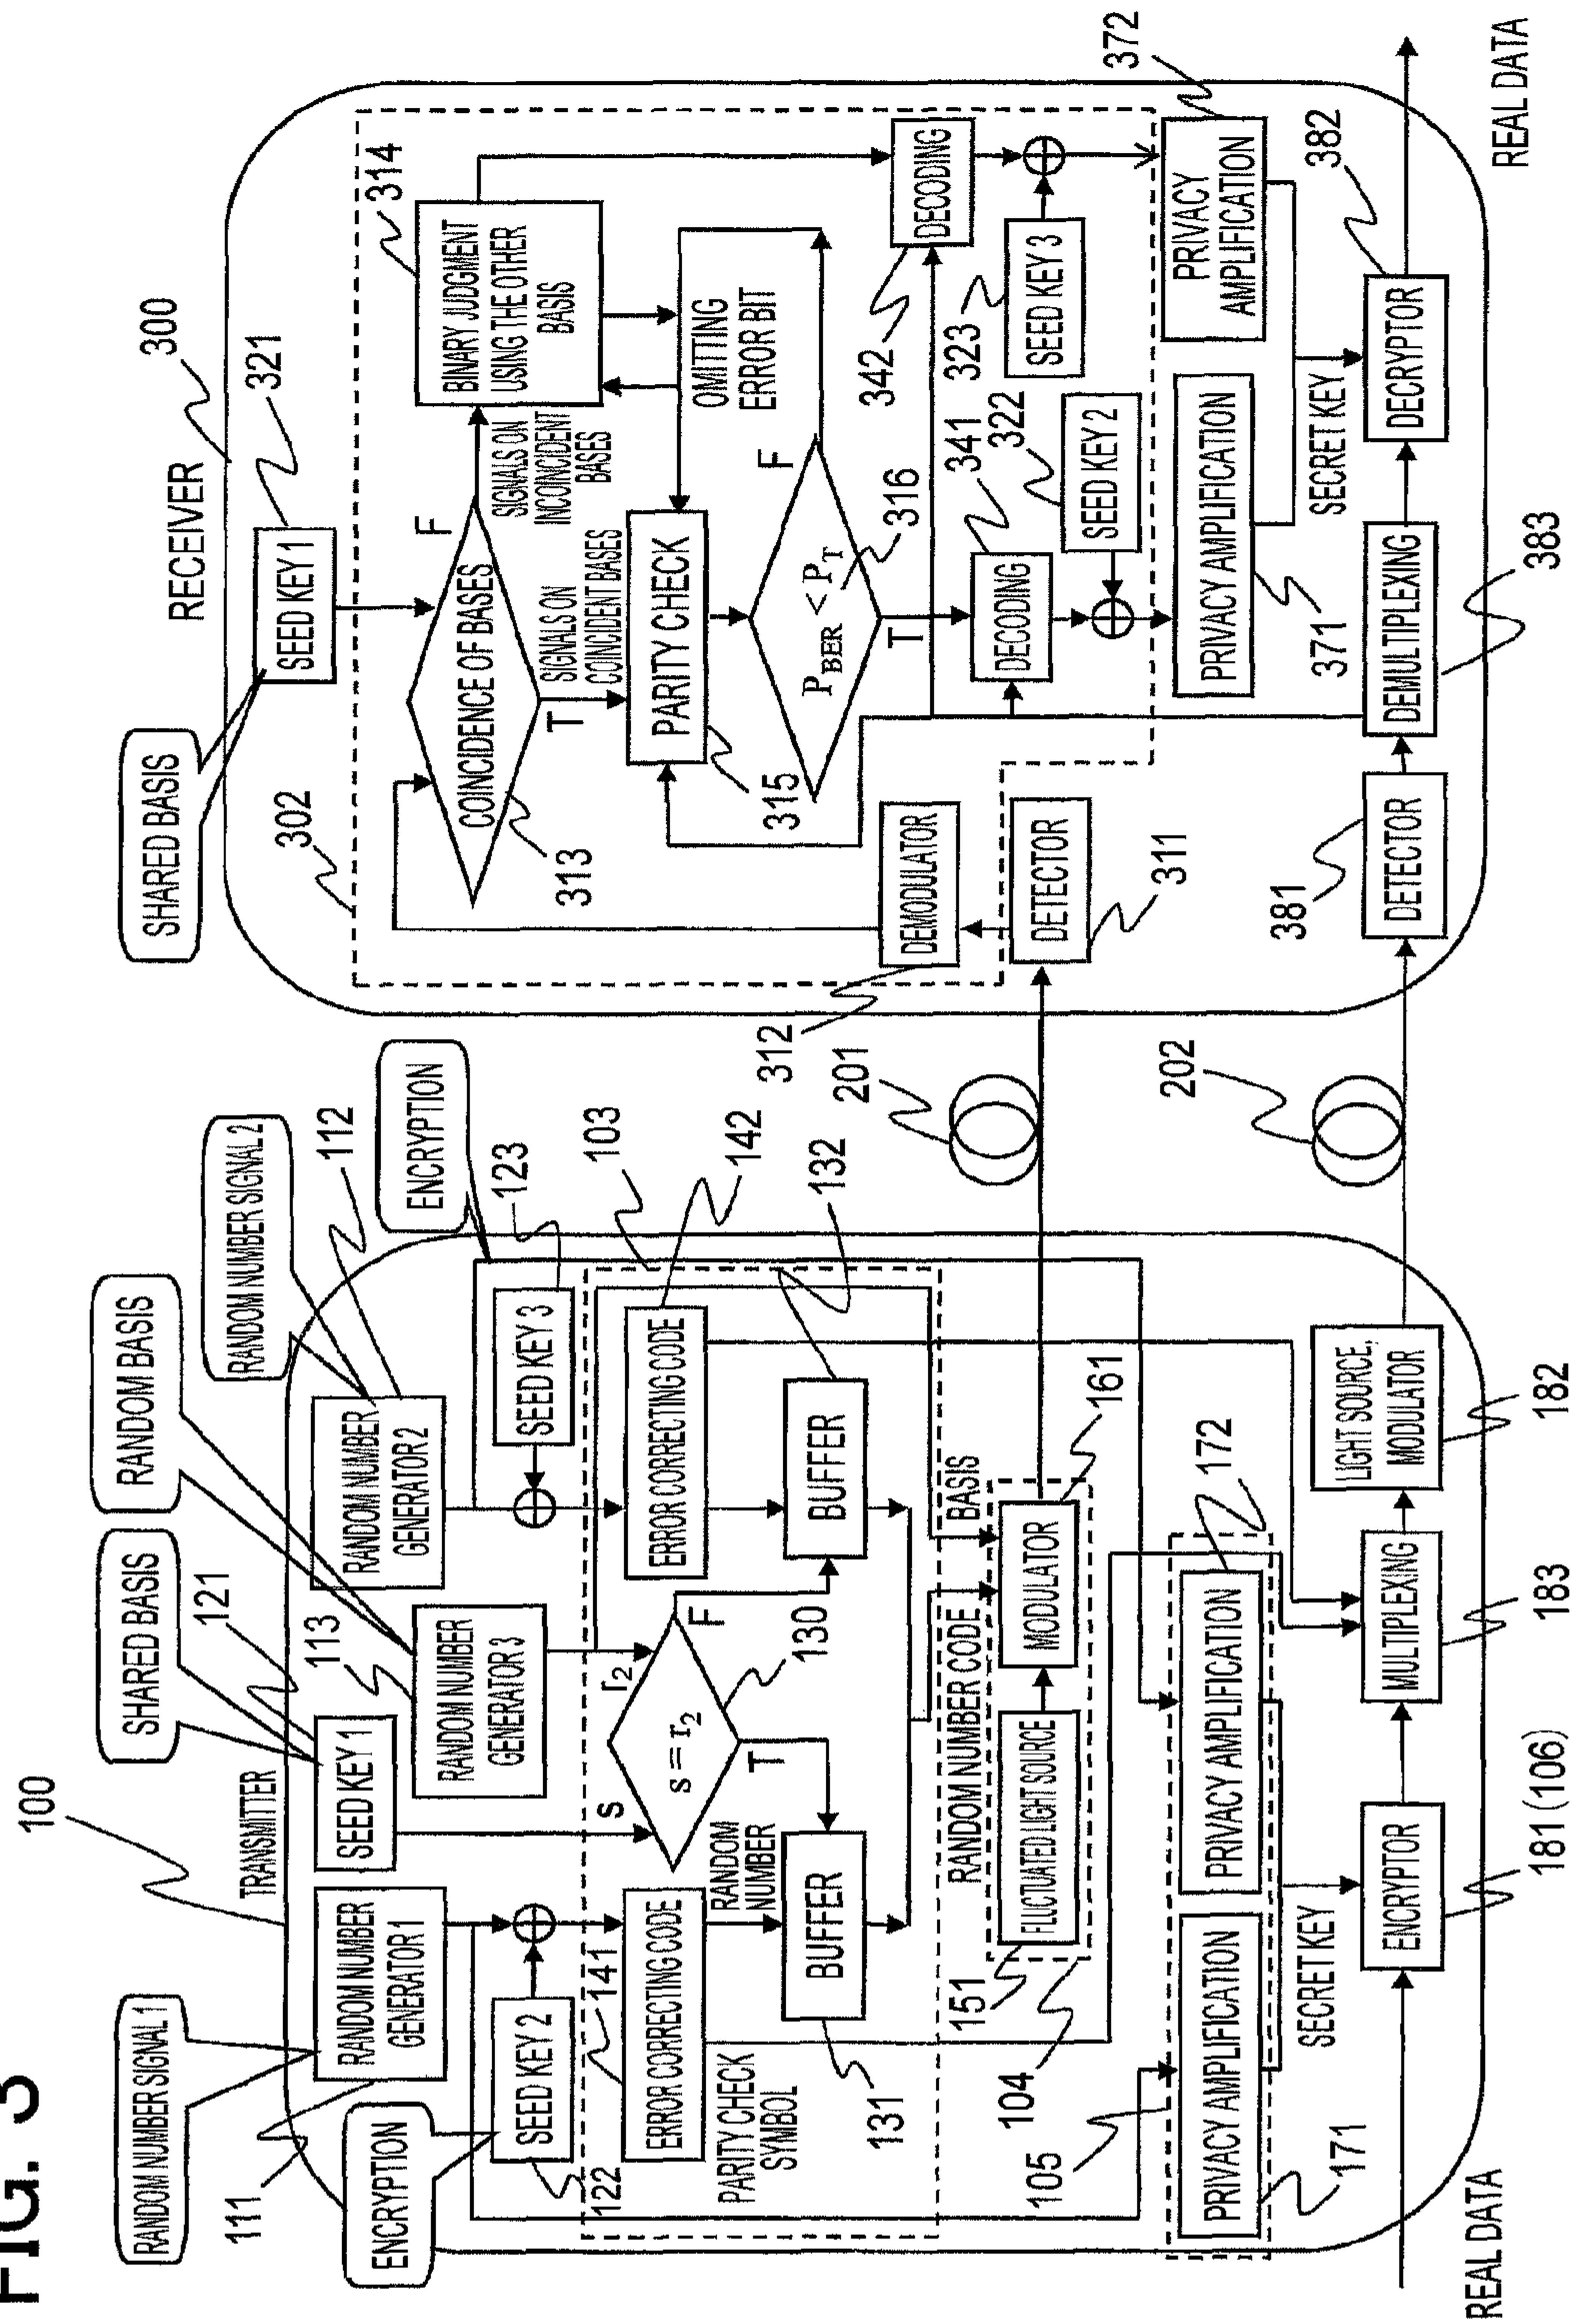 FIG. 3
100
TRANSMITTER
RANDOM NUMBER SIGNAL 1
111
RANDOM NUMBER
GENERATOR 1
ENCRYPTION
SEED KEY 2
122
SHARED BASIS
121
SEED KEY 1
RANDOM BASIS
113
RANDOM NUMBER
GENERATOR 3
RANDOM NUMBER SIGNAL 2
112
RANDOM NUMBER
GENERATOR 2
ENCRYPTION
123
SEED KEY 3
103
141
ERROR CORRECTING CODE
PARITY CHECK
SYMBOL
RANDOM
NUMBER
s
r2
s = r2
T
F
130
142
ERROR CORRECTING CODE
132
BUFFER
131
BUFFER
RANDOM NUMBER CODE
BASIS
151
FLUCTUATED LIGHT SOURCE
MODULATOR
161
104
105
PRIVACY AMPLIFICATION
171
PRIVACY AMPLIFICATION
172
SECRET KEY
REAL DATA
ENCRYPTOR
181 (106)
MULTIPLEXING
183
LIGHT SOURCE,
MODULATOR
182
201
202
RECEIVER
300
SHARED BASIS
SEED KEY 1
321
302
COINCIDENCE OF BASES
313
T
F
SIGNALS ON
COINCIDENT BASES
SIGNALS ON
INCOINCIDENT
BASES
BINARY JUDGMENT
USING THE OTHER
BASIS
314
PARITY CHECK
315
OMITTING
ERROR BIT
PBER < PT
316
T
F
DEMODULATOR
312
DETECTOR
311
DECODING
341
322
SEED KEY 2
DECODING
342
323
SEED KEY 3
PRIVACY AMPLIFICATION
371
PRIVACY
AMPLIFICATION
372
SECRET KEY
381
DETECTOR
DEMULTIPLEXING
383
DECRYPTOR
382
REAL DATA